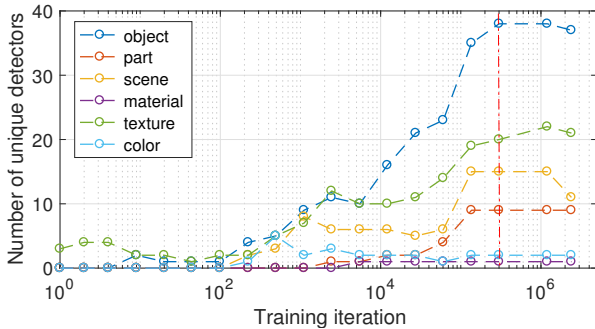 Number of unique detectors
40
30
20
10
0
object
part
scene
material
texture
color
10^0
10^2
10^4
10^6
Training iteration